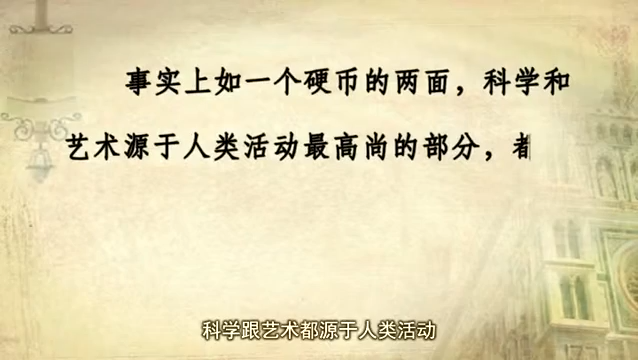 事实上如一个硬币的两面，科学和
艺术源于人类活动最高尚的部分，
科学跟艺术都源于人类活动